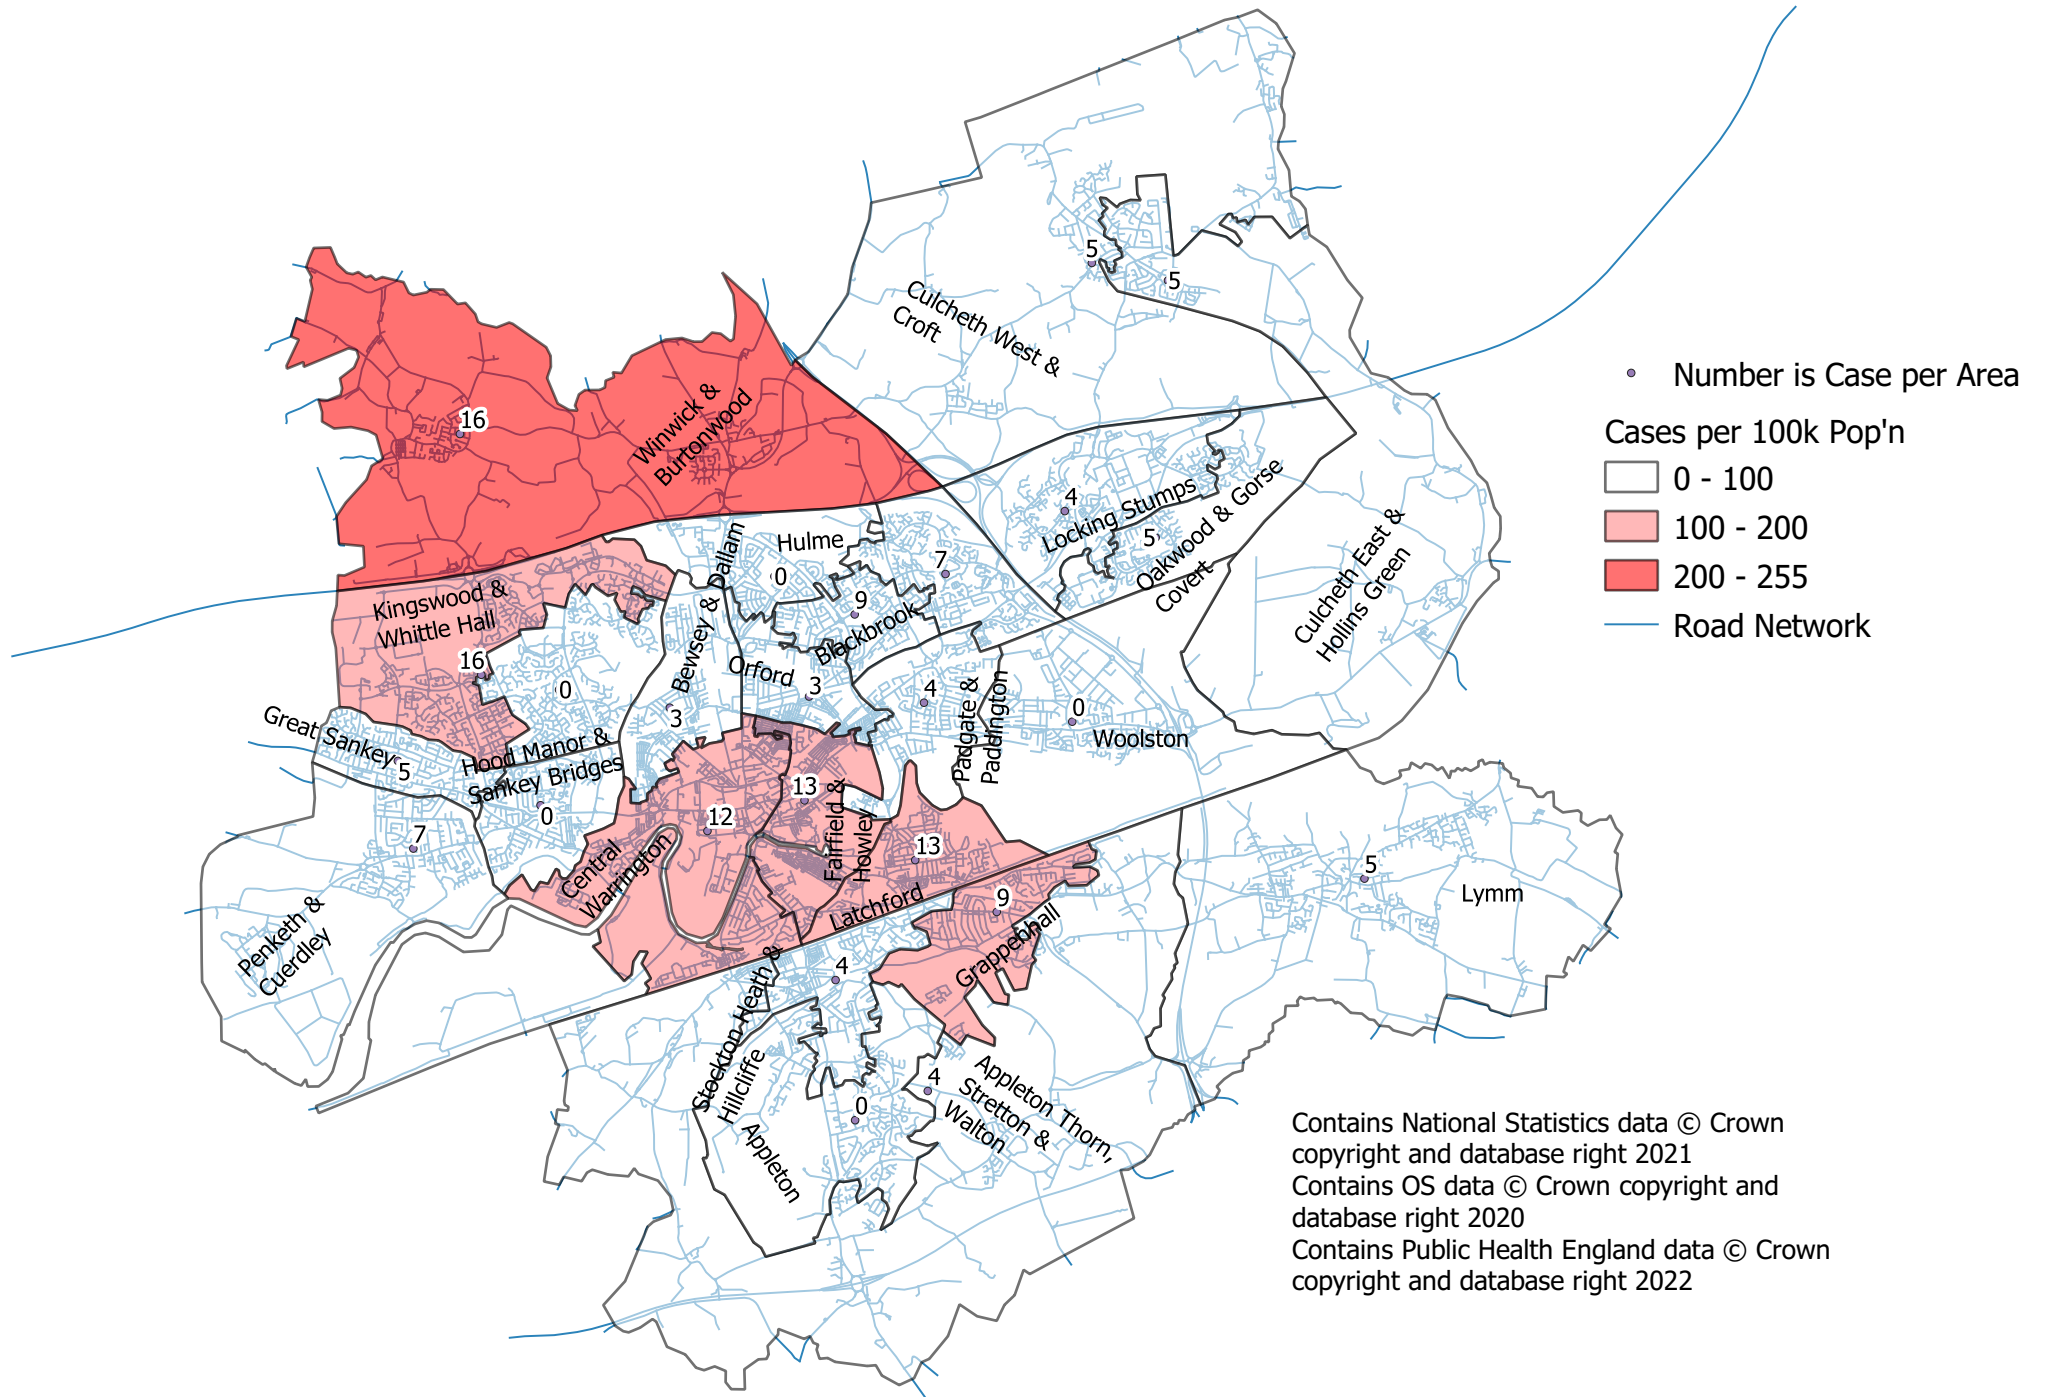 5
5
Culcheth West &
Croft
Number is Case per Area
Cases per 100k Pop'n
0 - 100
100 - 200
200 - 255
Road Network
16
Winwick &
Burtonwood
4
Locking Stumps
5
Oakwood & Gorse
Covert
Culcheth East &
Hollins Green
Hulme
0
7
9
Blackbrook
Bewsey & Dallam
3
Kingswood &
Whittle Hall
16
0
Orford
3
4
Padgate &
Paddington
0
Woolston
Great Sankey
5
Hood Manor &
Sankey Bridges
0
7
Penketh &
Cuerdley
12
Central
Warrington
13
Fairfield &
Howley
13
Latchford
9
Grappenhall
5
Lymm
4
Stockton Heath &
Hillcliffe
0
Appleton
4
Appleton Thorn,
Stretton &
Walton
Contains National Statistics data © Crown
copyright and database right 2021
Contains OS data © Crown copyright and
database right 2020
Contains Public Health England data © Crown
copyright and database right 2022